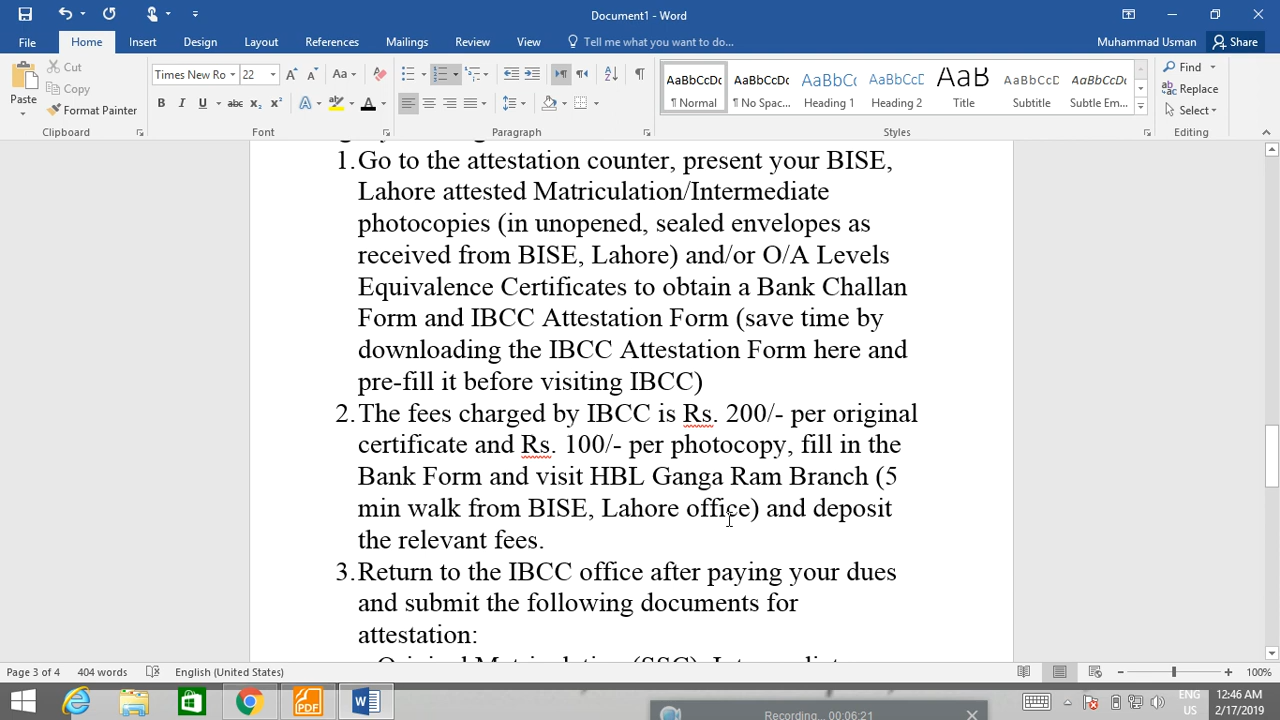 Document1 - Word
File Home Insert Design Layout References Mailings Review View Tell me what you want to do... Muhammad Usman Share
Paste Cut Copy Format Painter Clipboard
Times New Ro 22 Aa
B I U abc X₂ X² A A
Font
Paragraph
AaBbCcDc ¶ Normal
AaBbCcDc ¶ No Spac...
AaBbCc Heading 1
AaBbCcD Heading 2
AaB Title
AaBbCcD Subtitle
AaBbCcD Subtle Em...
Styles
Find Replace Select Editing
1. Go to the attestation counter, present your BISE,
Lahore attested Matriculation/Intermediate
photocopies (in unopened, sealed envelopes as
received from BISE, Lahore) and/or O/A Levels
Equivalence Certificates to obtain a Bank Challan
Form and IBCC Attestation Form (save time by
downloading the IBCC Attestation Form here and
pre-fill it before visiting IBCC)
2. The fees charged by IBCC is Rs. 200/- per original
certificate and Rs. 100/- per photocopy, fill in the
Bank Form and visit HBL Ganga Ram Branch (5
min walk from BISE, Lahore office) and deposit
the relevant fees.
3. Return to the IBCC office after paying your dues
and submit the following documents for
attestation:
Page 3 of 4 404 words English (United States) 100%
PDF
ENG 12:46 AM
US 2/17/2019
Recording... 00:06:21